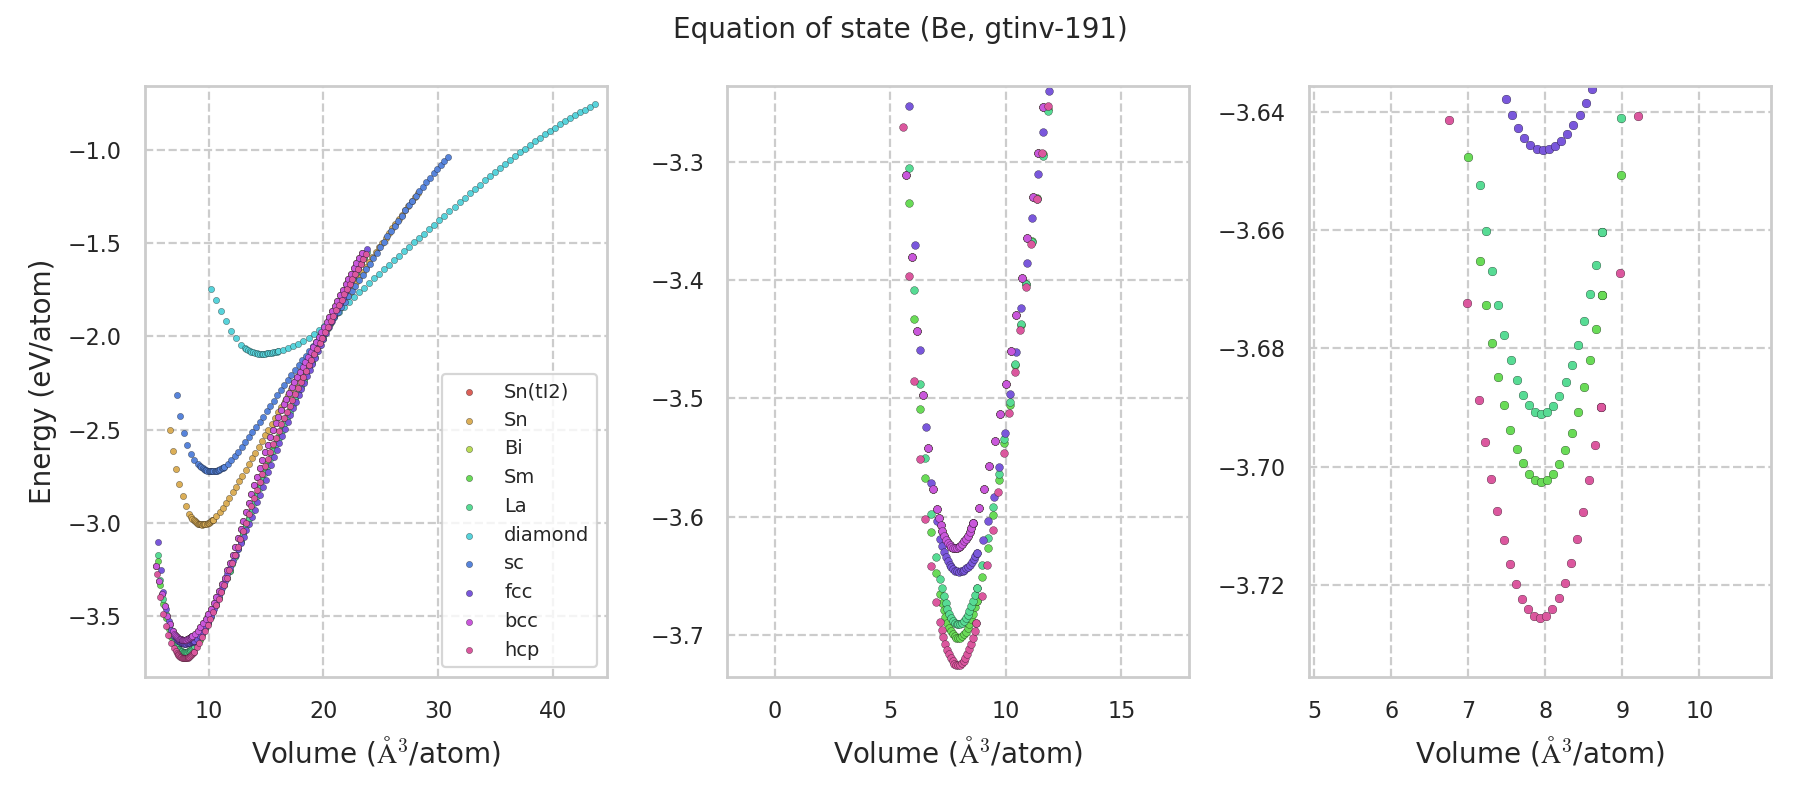 Equation of state (Be, gtinv-191)
Energy (eV/atom)
−1.0
−1.5
−2.0
−2.5
−3.0
−3.5
10
20
30
40
Volume (Å³/atom)
Sn(tI2)
Sn
Bi
Sm
La
diamond
sc
fcc
bcc
hcp
−3.3
−3.4
−3.5
−3.6
−3.7
0
5
10
15
Volume (Å³/atom)
−3.64
−3.66
−3.68
−3.70
−3.72
5
6
7
8
9
10
Volume (Å³/atom)